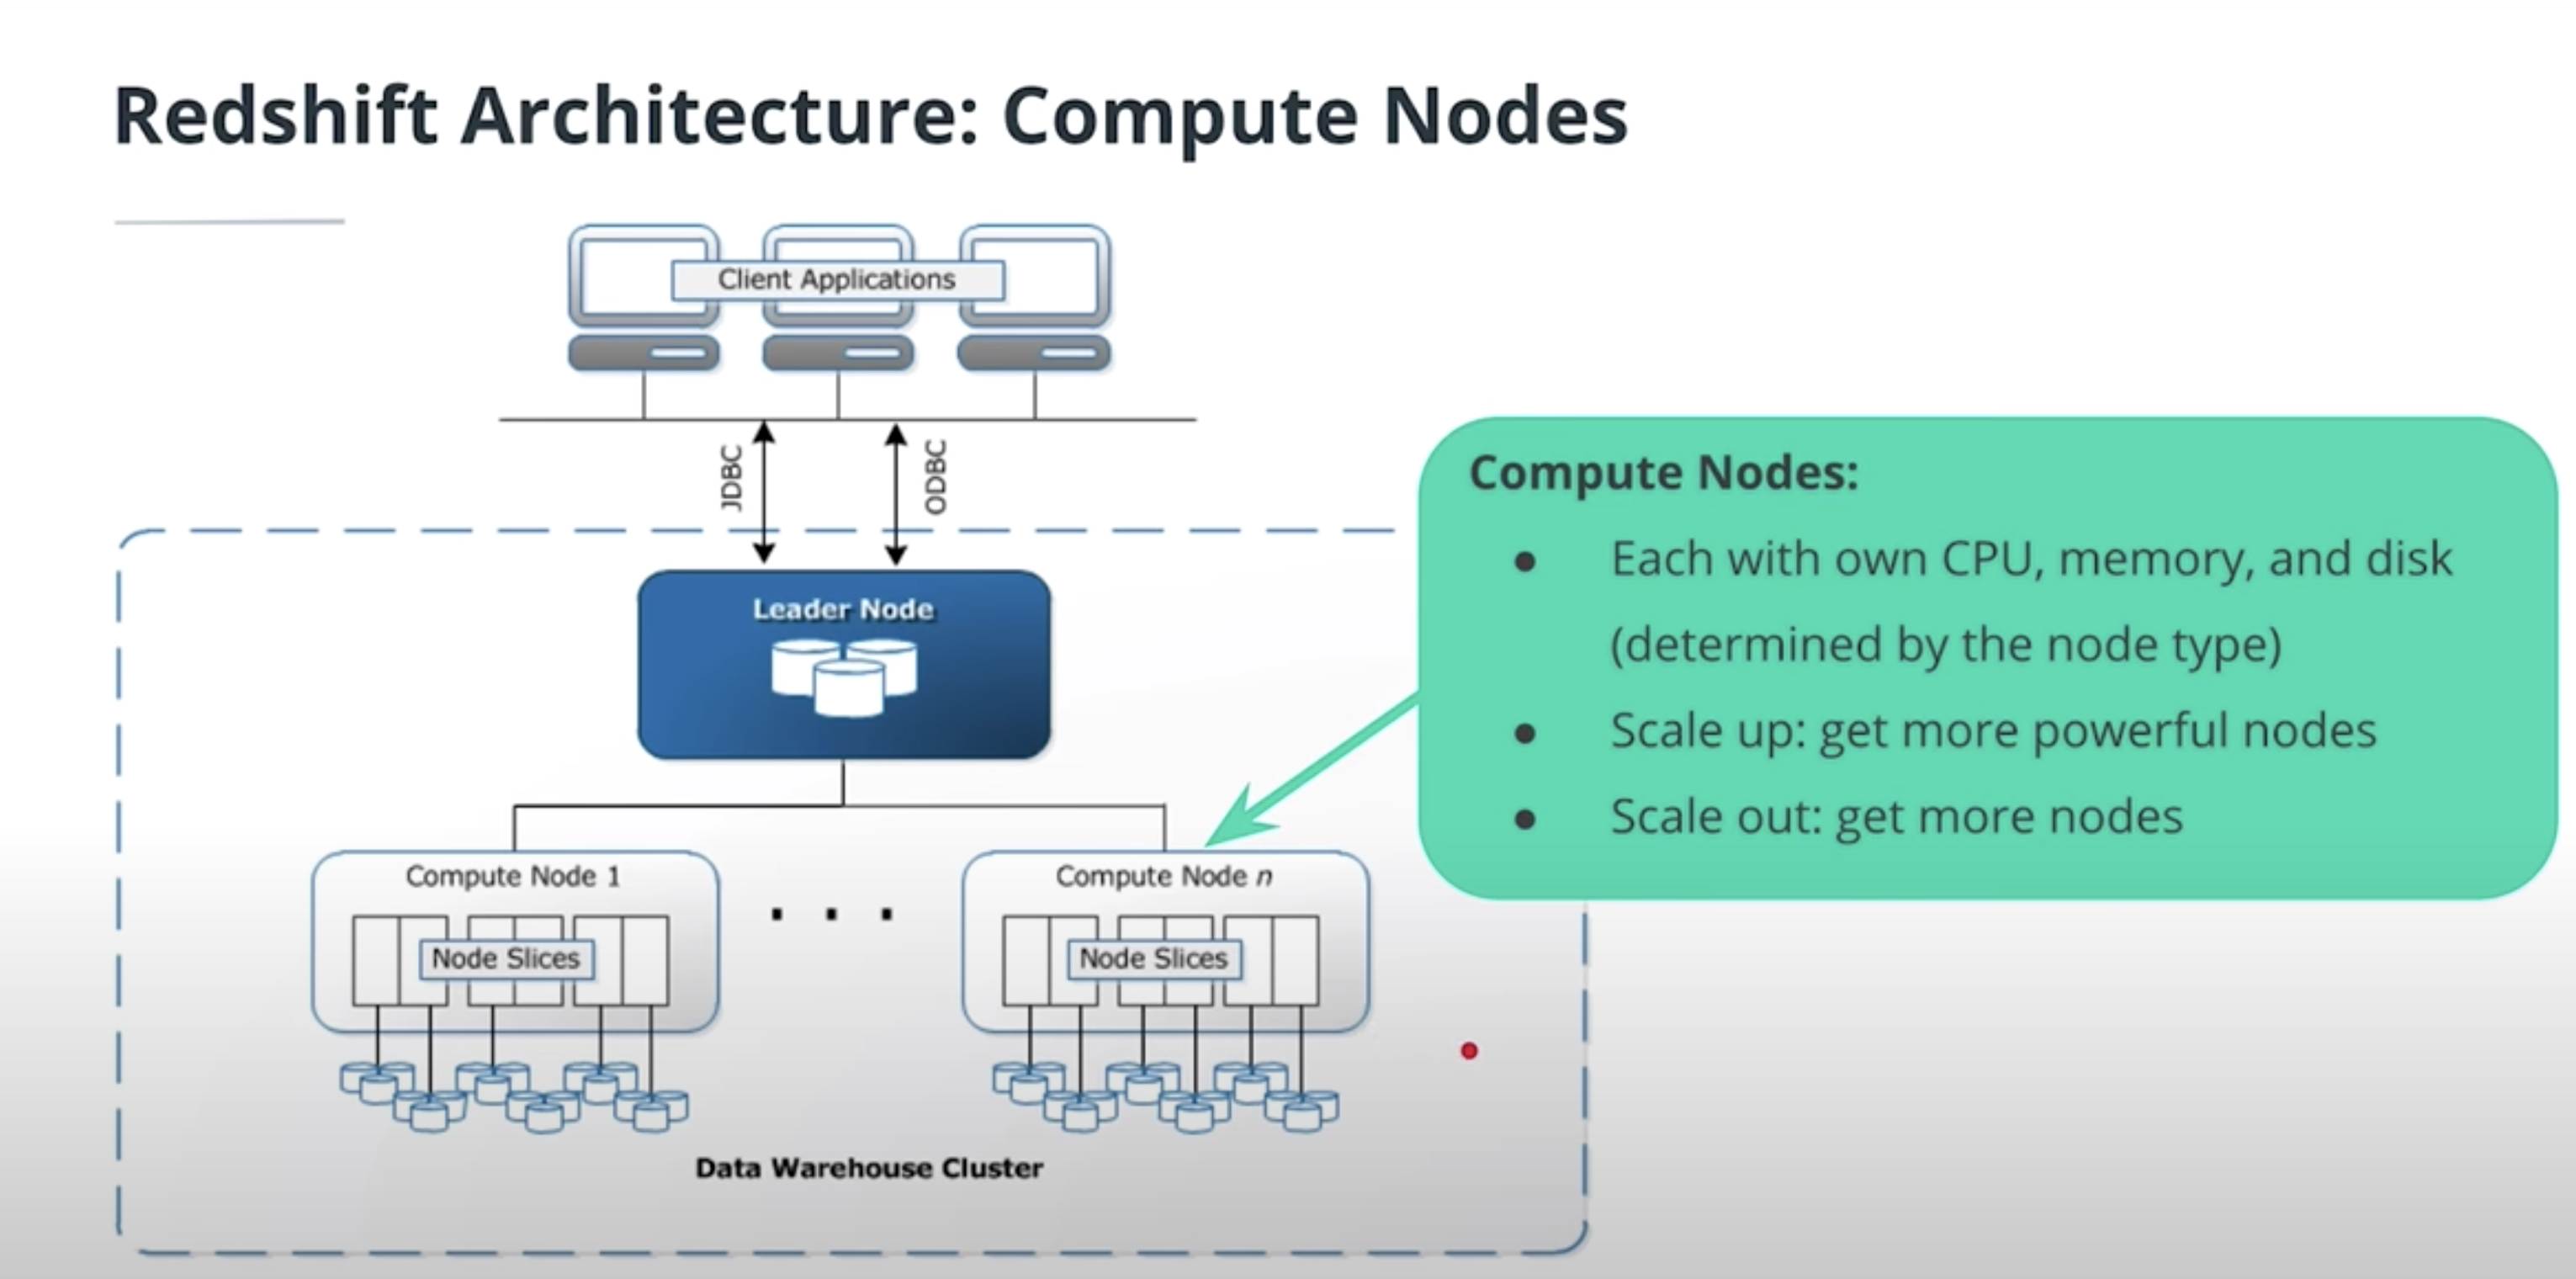 Redshift Architecture: Compute Nodes
Client Applications
JDBC
ODBC
Leader Node
Compute Node 1
Node Slices
Compute Node n
Node Slices
Data Warehouse Cluster
Compute Nodes:
● Each with own CPU, memory, and disk
(determined by the node type)
● Scale up: get more powerful nodes
● Scale out: get more nodes